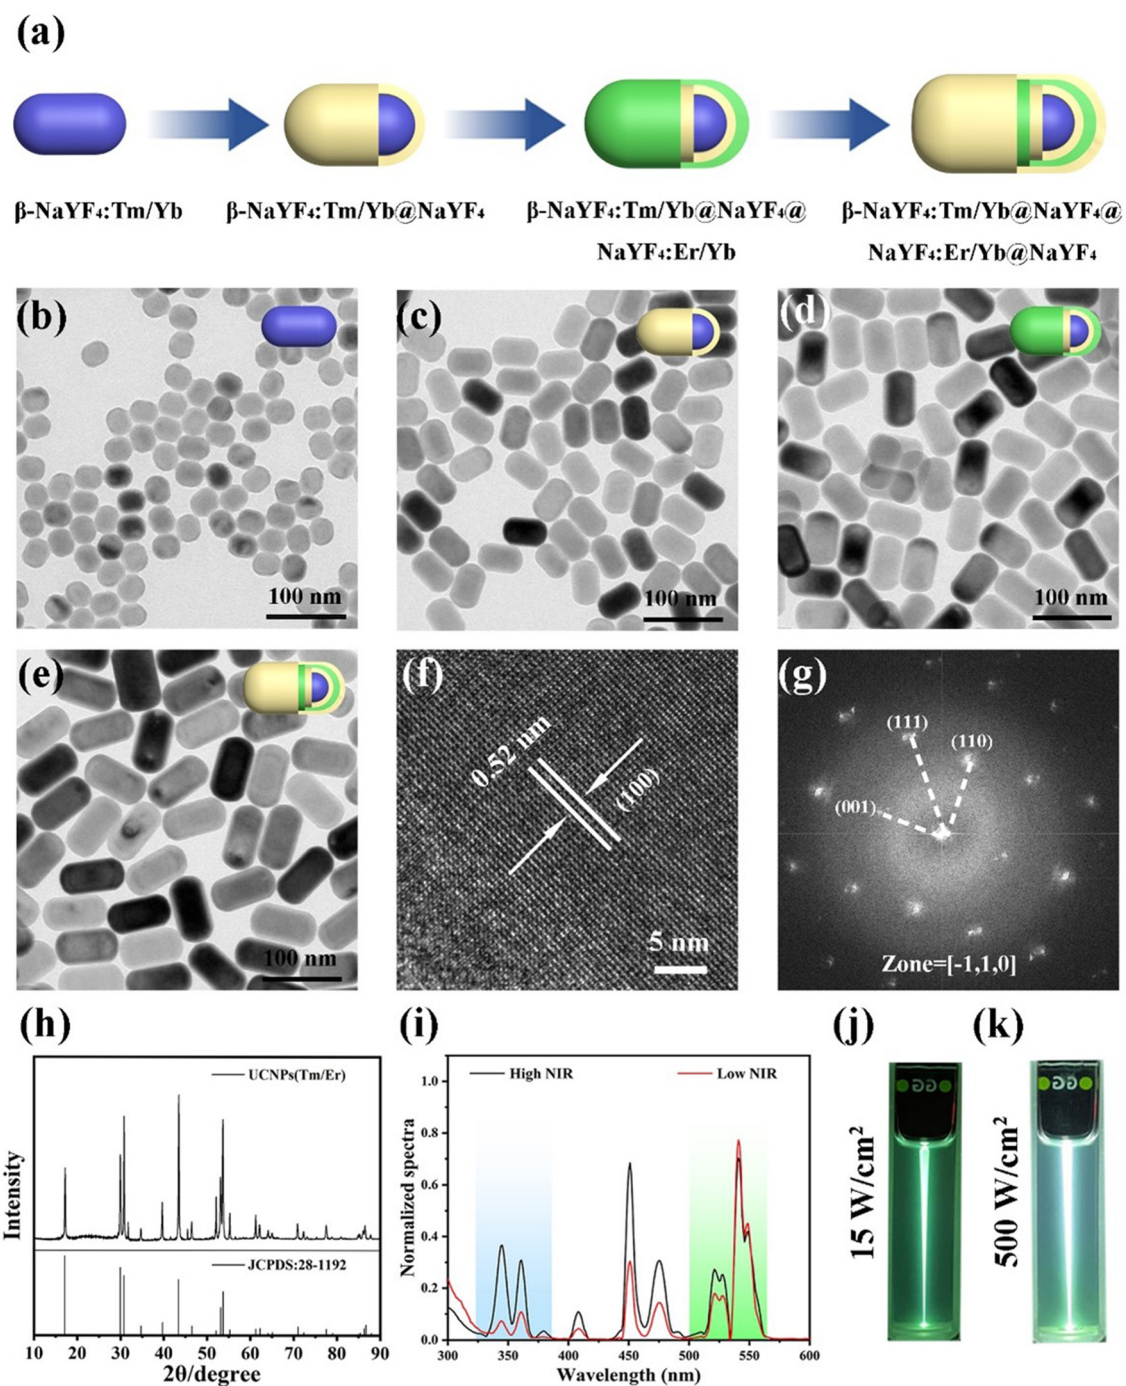 (a)
β-NaYF₄:Tm/Yb
β-NaYF₄:Tm/Yb@NaYF₄
β-NaYF₄:Tm/Yb@NaYF₄@
NaYF₄:Er/Yb
β-NaYF₄:Tm/Yb@NaYF₄@
NaYF₄:Er/Yb@NaYF₄
(b)
100 nm
(c)
100 nm
(d)
100 nm
(e)
100 nm
(f)
0.52 nm
(100)
5 nm
(g)
(111)
(110)
(001)
Zone=[-1,1,0]
(h)
UCNPs(Tm/Er)
JCPDS:28-1192
Intensity
10 20 30 40 50 60 70 80 90
2θ/degree
(i)
High NIR
Low NIR
Normalized spectra
1.0
0.8
0.6
0.4
0.2
0.0
300 350 400 450 500 550 600
Wavelength (nm)
(j)
15 W/cm²
GG
(k)
500 W/cm²
GG